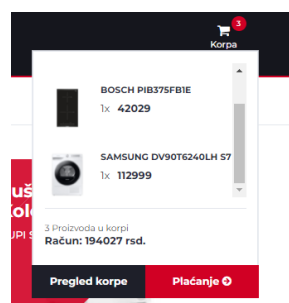 3
Korpa
BOSCH PIB375FB1E
1x 42029
SAMSUNG DV90T6240LH S7
1x 112999
3 Proizvoda u korpi
Račun: 194027 rsd.
Pregled korpe
Plaćanje